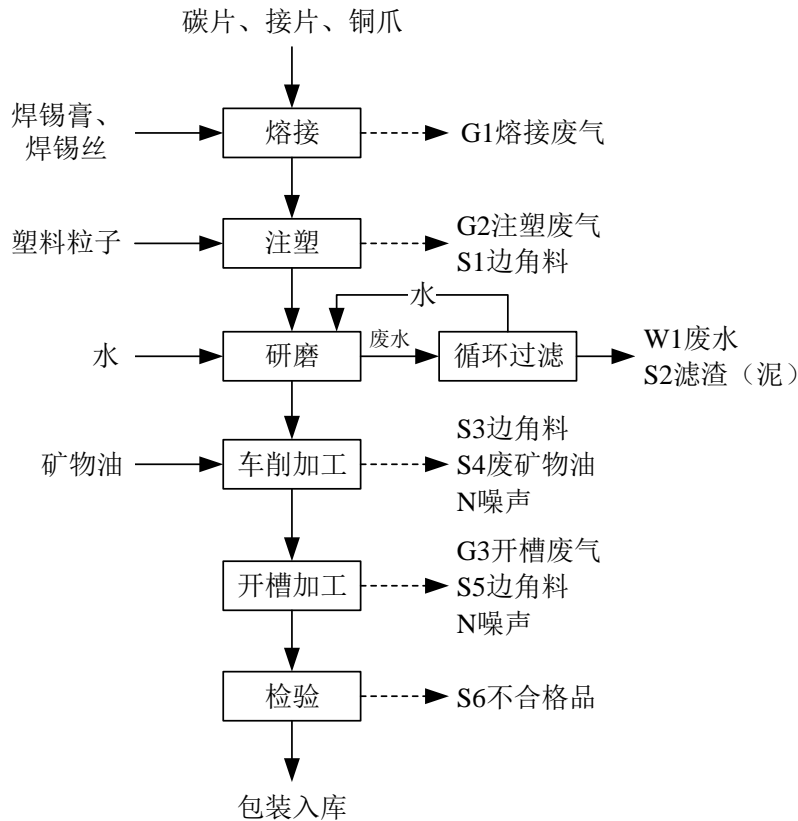 碳片、接片、铜爪
焊锡膏、
焊锡丝
熔接
G1熔接废气
塑料粒子
注塑
G2注塑废气
S1边角料
水
水
研磨
废水
循环过滤
W1废水
S2滤渣（泥）
矿物油
车削加工
S3边角料
S4废矿物油
N噪声
开槽加工
G3开槽废气
S5边角料
N噪声
检验
S6不合格品
包装入库